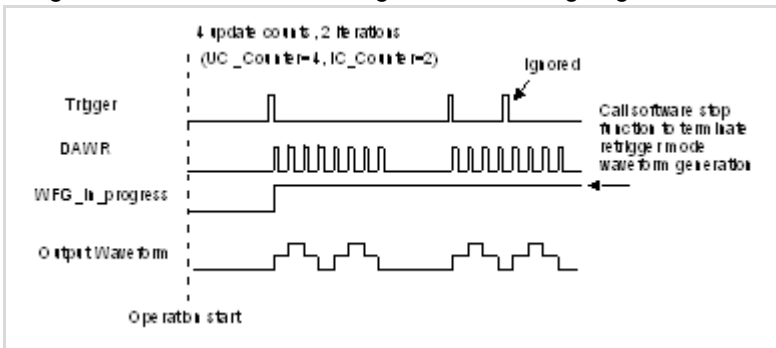 4 update counts, 2 iterations
(UC_Counter=4, IC_Counter=2)
Ignored
Trigger
DAWR
WFG_in_progress
Output Waveform
Call software stop
function to terminate
retrigger mode
waveform generation
Operation start